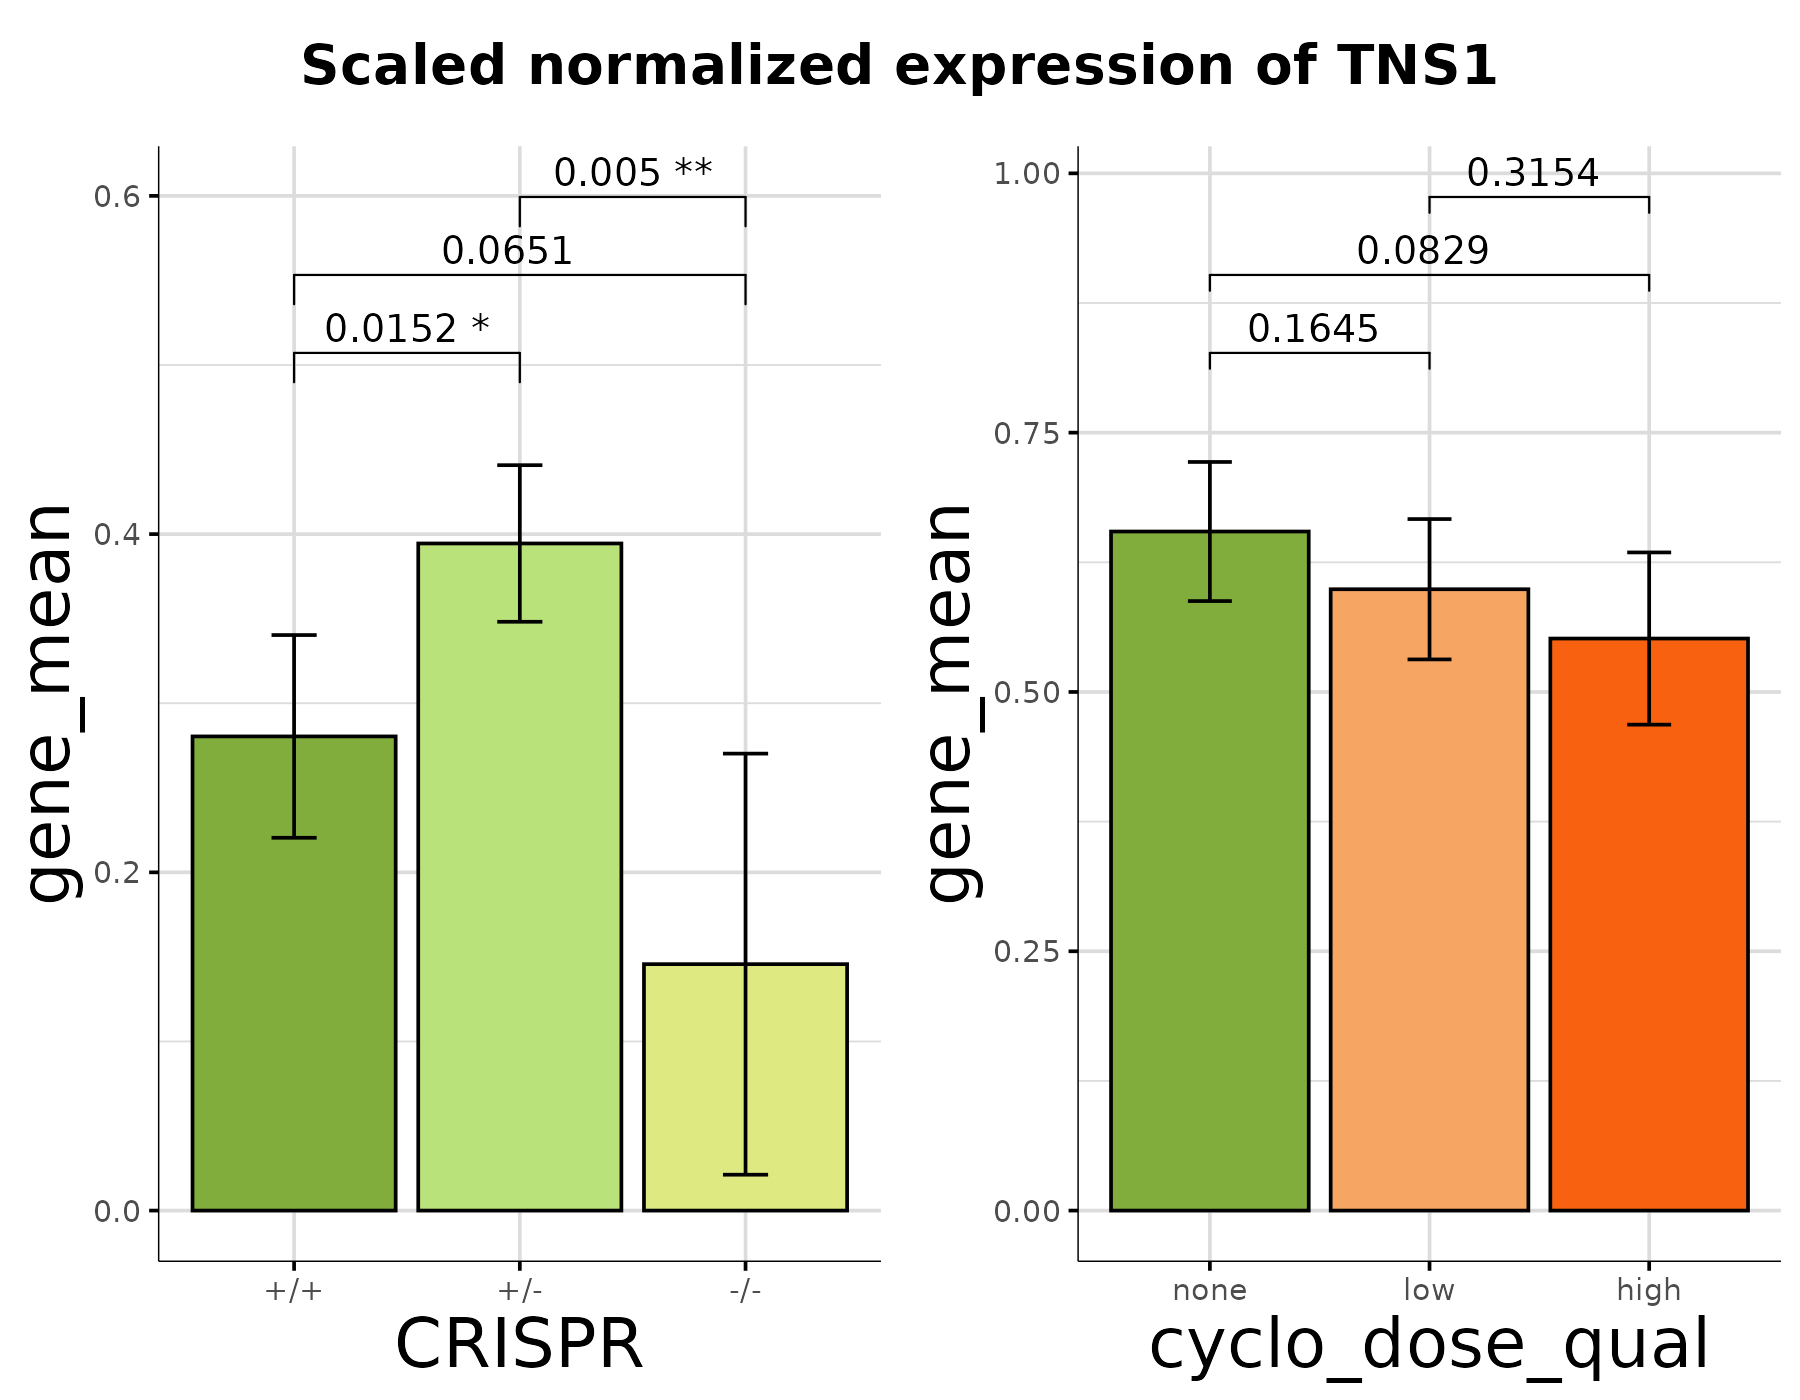 Scaled normalized expression of TNS1
gene_mean
0.6
0.4
0.2
0.0
0.005 **
0.0651
0.0152 *
+/+ +/- -/-
CRISPR
gene_mean
1.00
0.75
0.50
0.25
0.00
0.3154
0.0829
0.1645
none low high
cyclo_dose_qual